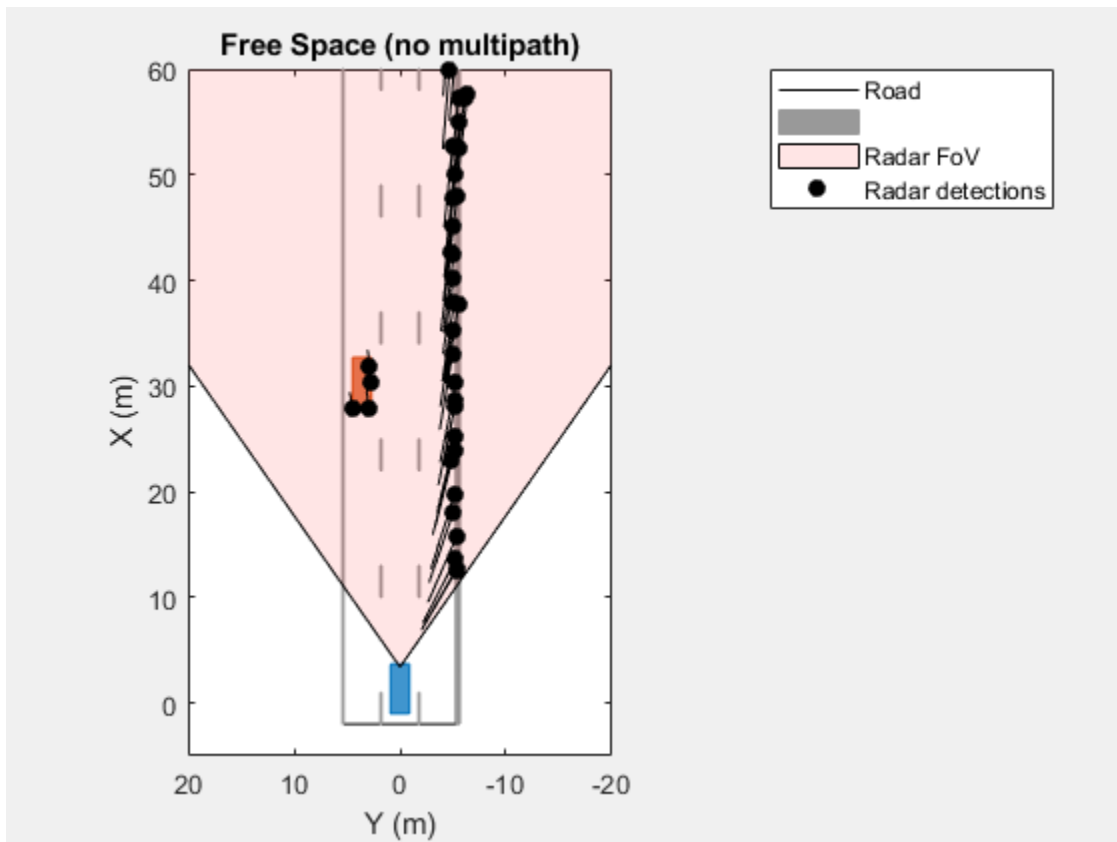 Free Space (no multipath)
60
50
40
30
20
10
0
X (m)
20 10 0 -10 -20
Y (m)
Road
Radar FoV
Radar detections